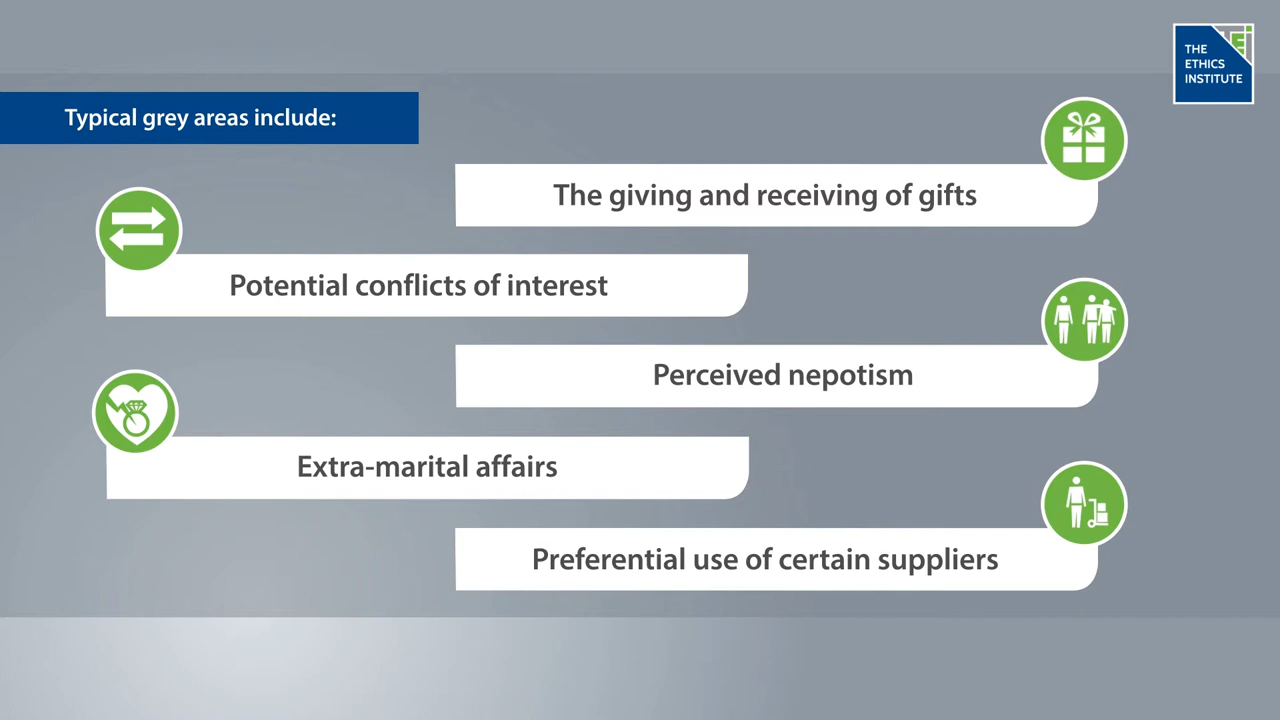 THE
ETHICS
INSTITUTE
Typical grey areas include:
The giving and receiving of gifts
Potential conflicts of interest
Perceived nepotism
Extra-marital affairs
Preferential use of certain suppliers